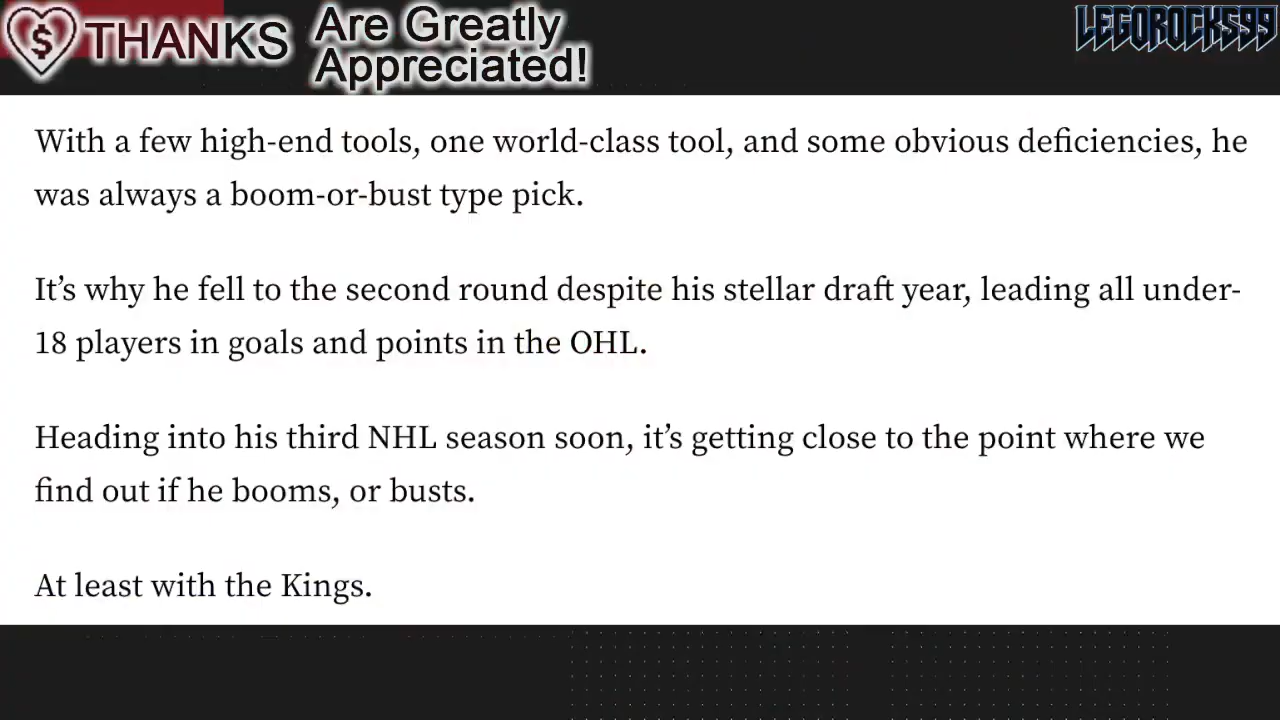 $ THANKS Are Greatly
Appreciated!
LEGOROCKS99
With a few high-end tools, one world-class tool, and some obvious deficiencies, he
was always a boom-or-bust type pick.
It’s why he fell to the second round despite his stellar draft year, leading all under-
18 players in goals and points in the OHL.
Heading into his third NHL season soon, it’s getting close to the point where we
find out if he booms, or busts.
At least with the Kings.